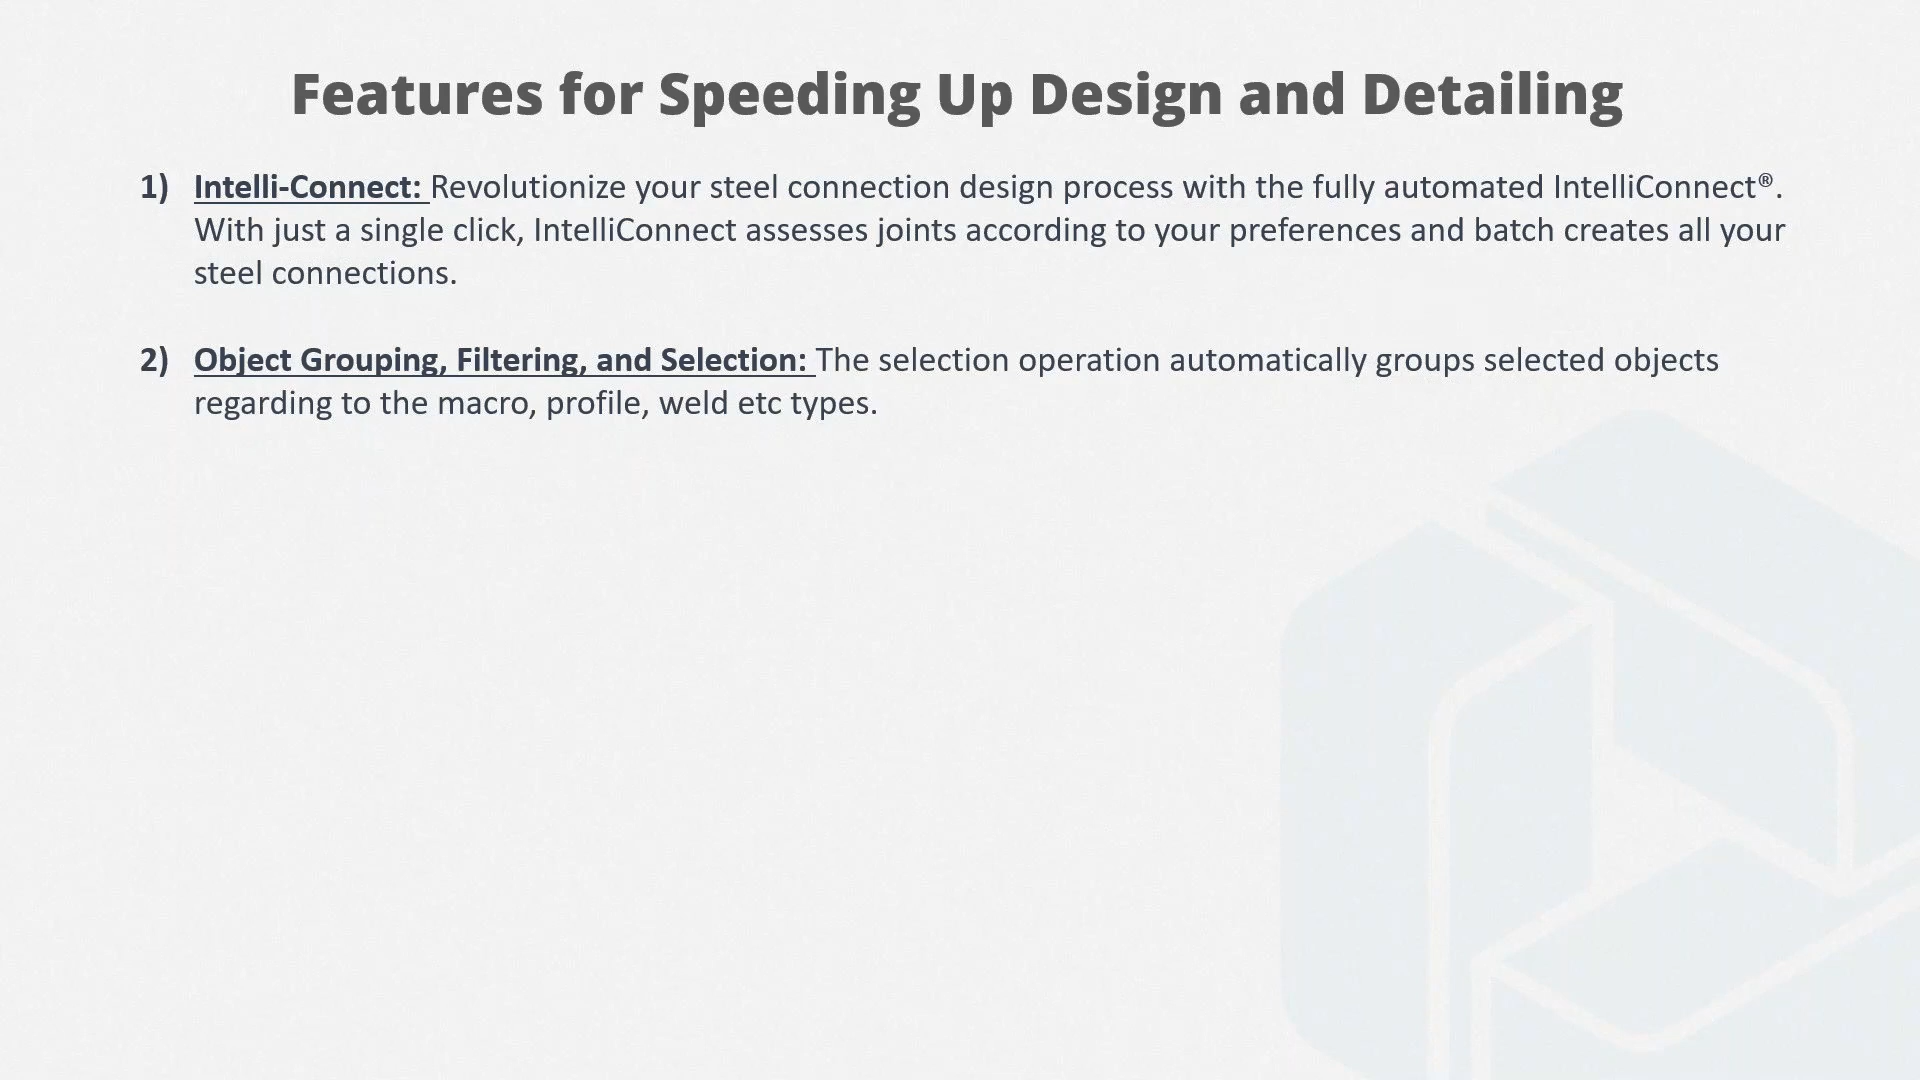 Features for Speeding Up Design and Detailing
1) Intelli-Connect: Revolutionize your steel connection design process with the fully automated IntelliConnect®.
With just a single click, IntelliConnect assesses joints according to your preferences and batch creates all your
steel connections.
2) Object Grouping, Filtering, and Selection: The selection operation automatically groups selected objects
regarding to the macro, profile, weld etc types.